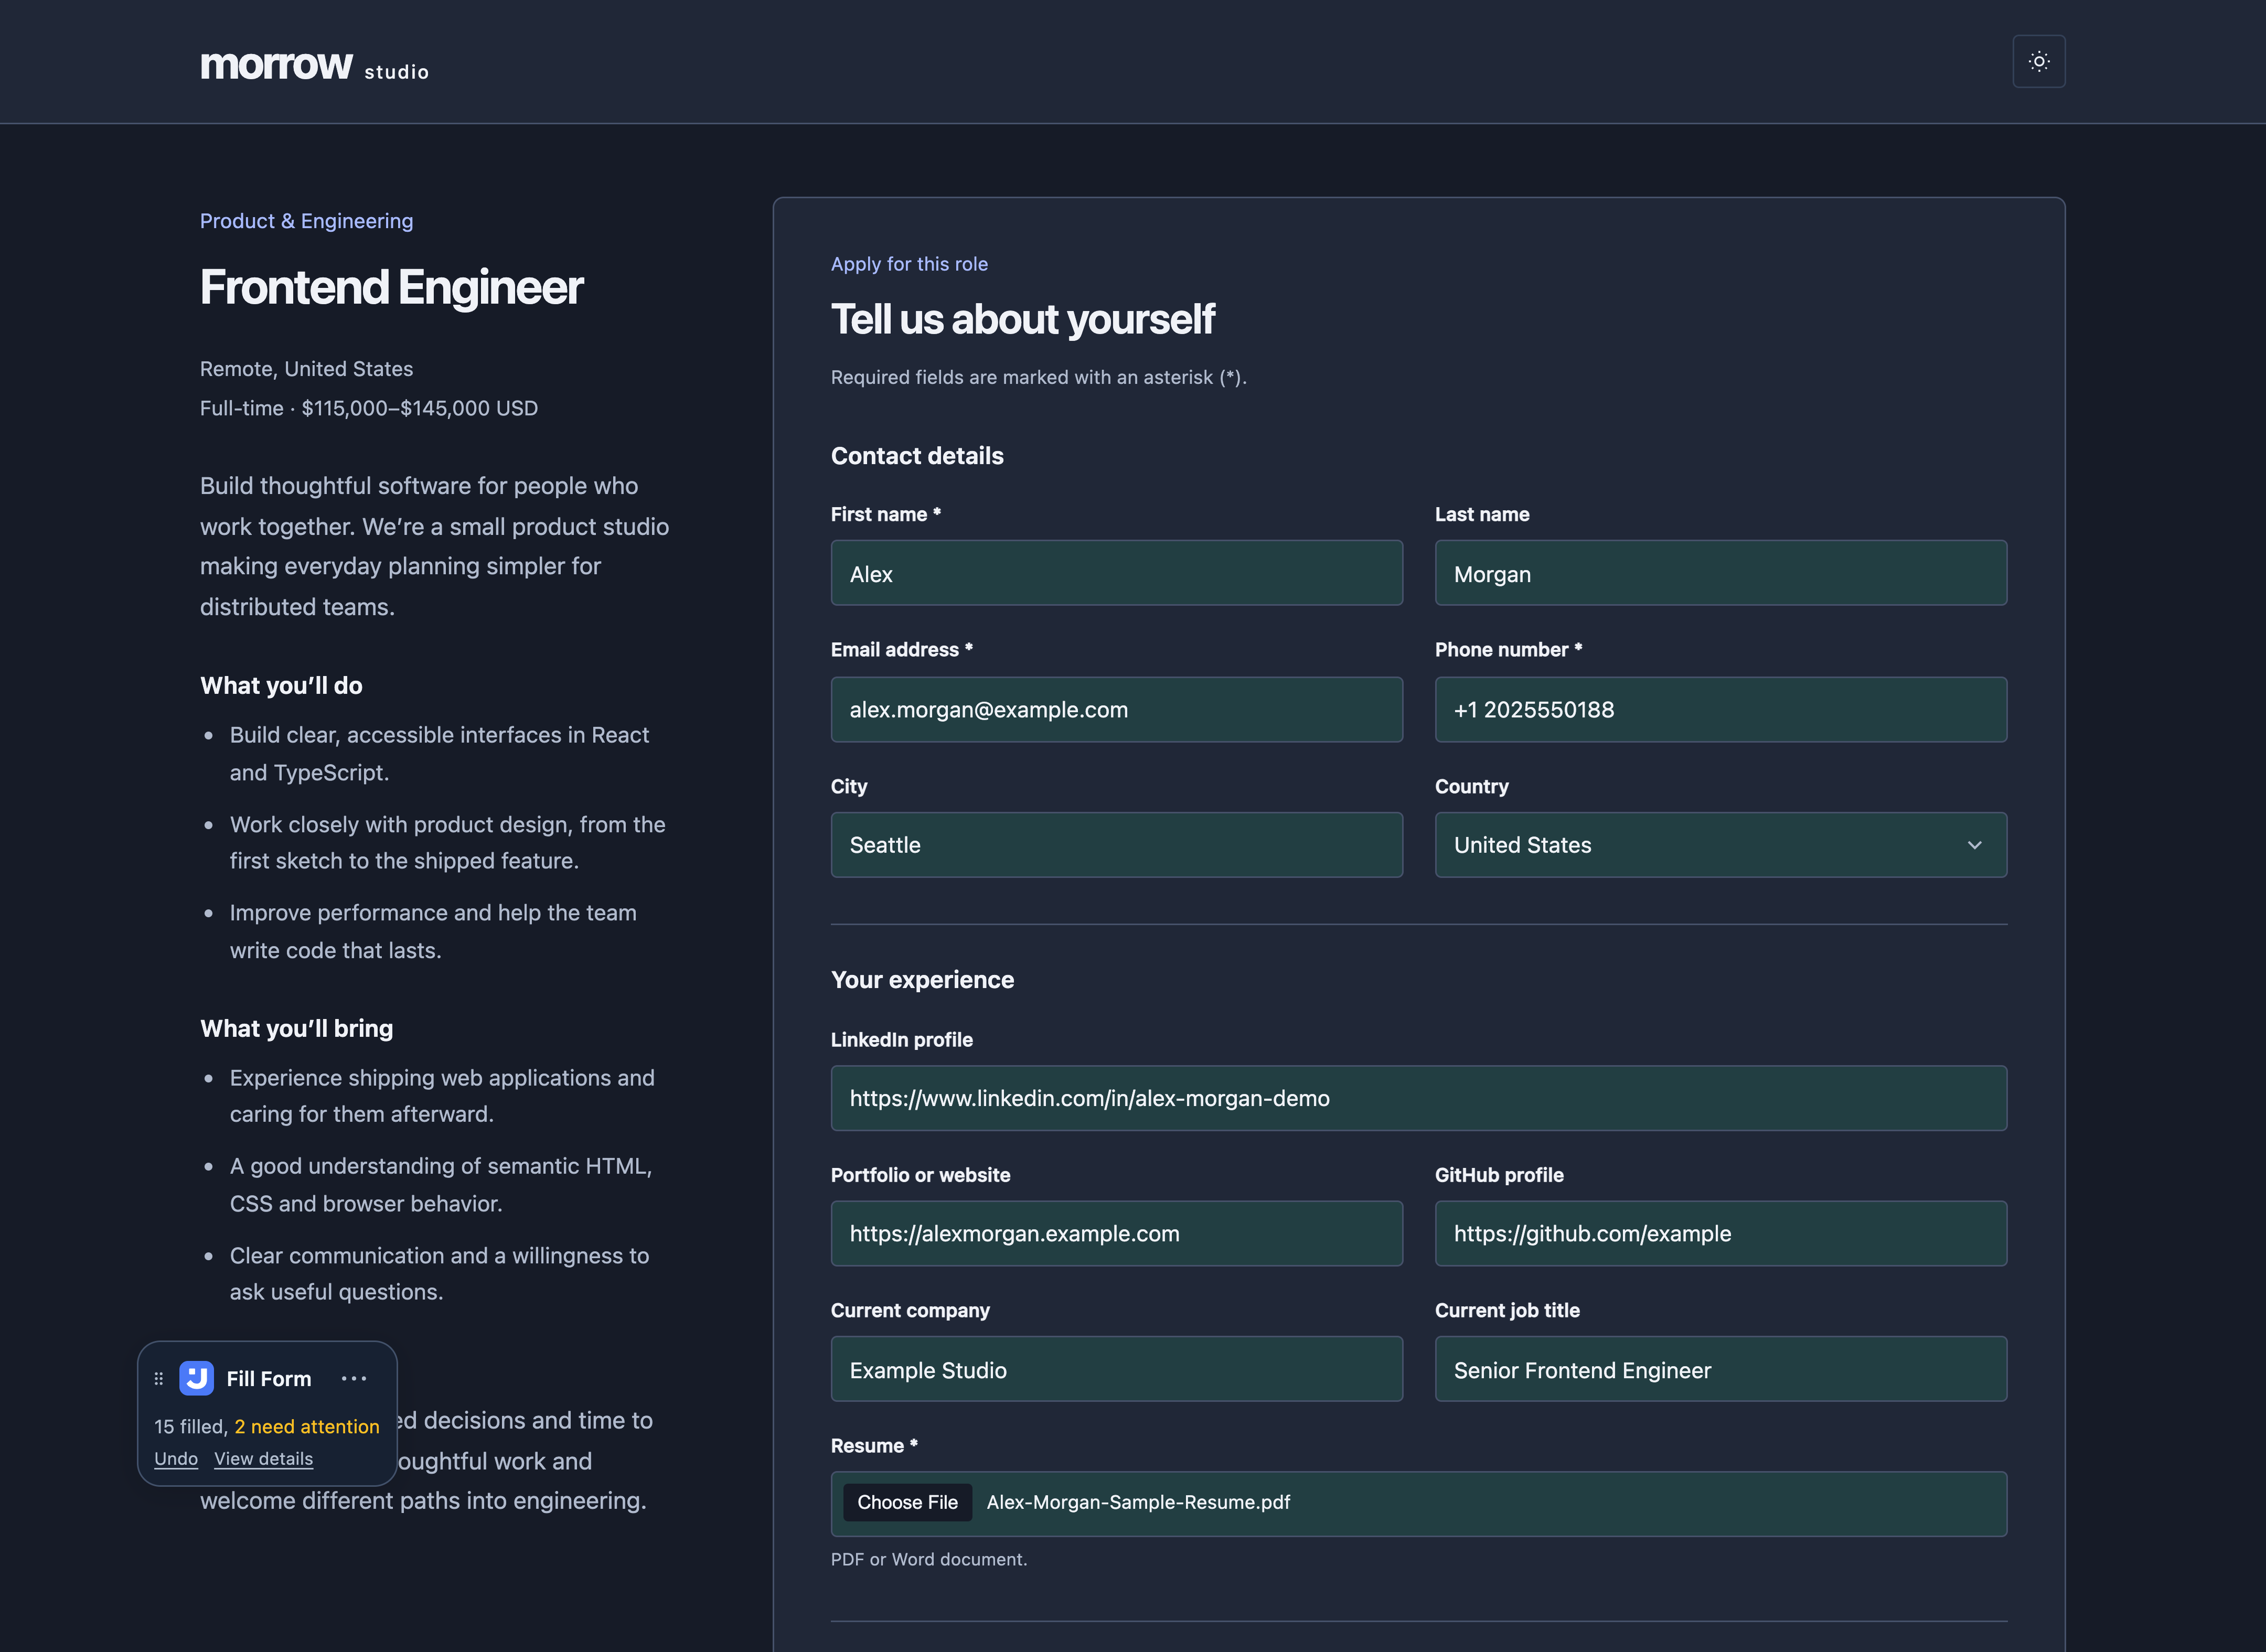 morrow studio
Product & Engineering
Frontend Engineer
Remote, United States
Full-time · $115,000–$145,000 USD
Build thoughtful software for people who
work together. We’re a small product studio
making everyday planning simpler for
distributed teams.
What you’ll do
• Build clear, accessible interfaces in React
and TypeScript.
• Work closely with product design, from the
first sketch to the shipped feature.
• Improve performance and help the team
write code that lasts.
What you’ll bring
• Experience shipping web applications and
caring for them afterward.
• A good understanding of semantic HTML,
CSS and browser behavior.
• Clear communication and a willingness to
ask useful questions.
decisions and time to
work and
welcome different paths into engineering.
Fill Form
15 filled, 2 need attention
Undo View details
Apply for this role
Tell us about yourself
Required fields are marked with an asterisk (*).
Contact details
First name *
Alex
Last name
Morgan
Email address *
alex.morgan@example.com
Phone number *
+1 2025550188
City
Seattle
Country
United States
Your experience
LinkedIn profile
https://www.linkedin.com/in/alex-morgan-demo
Portfolio or website
https://alexmorgan.example.com
GitHub profile
https://github.com/example
Current company
Example Studio
Current job title
Senior Frontend Engineer
Resume *
Choose File Alex-Morgan-Sample-Resume.pdf
PDF or Word document.